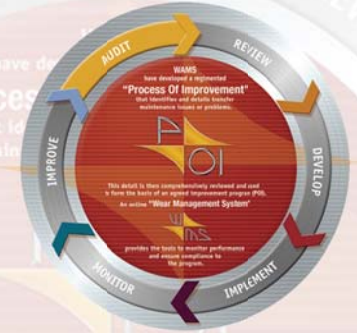 AUDIT
REVIEW
DEVELOP
IMPLEMENT
MONITOR
IMPROVE
WAMS
have developed a regimented
"Process Of Improvement"
that identifies and details transfer
maintenance issues or problems.
POI
This detail is then comprehensively reviewed and used
to form the basis of an agreed improvement program (POI).
An online "Wear Management System"
WMS
provides the tools to monitor performance
and ensure compliance to
the program.